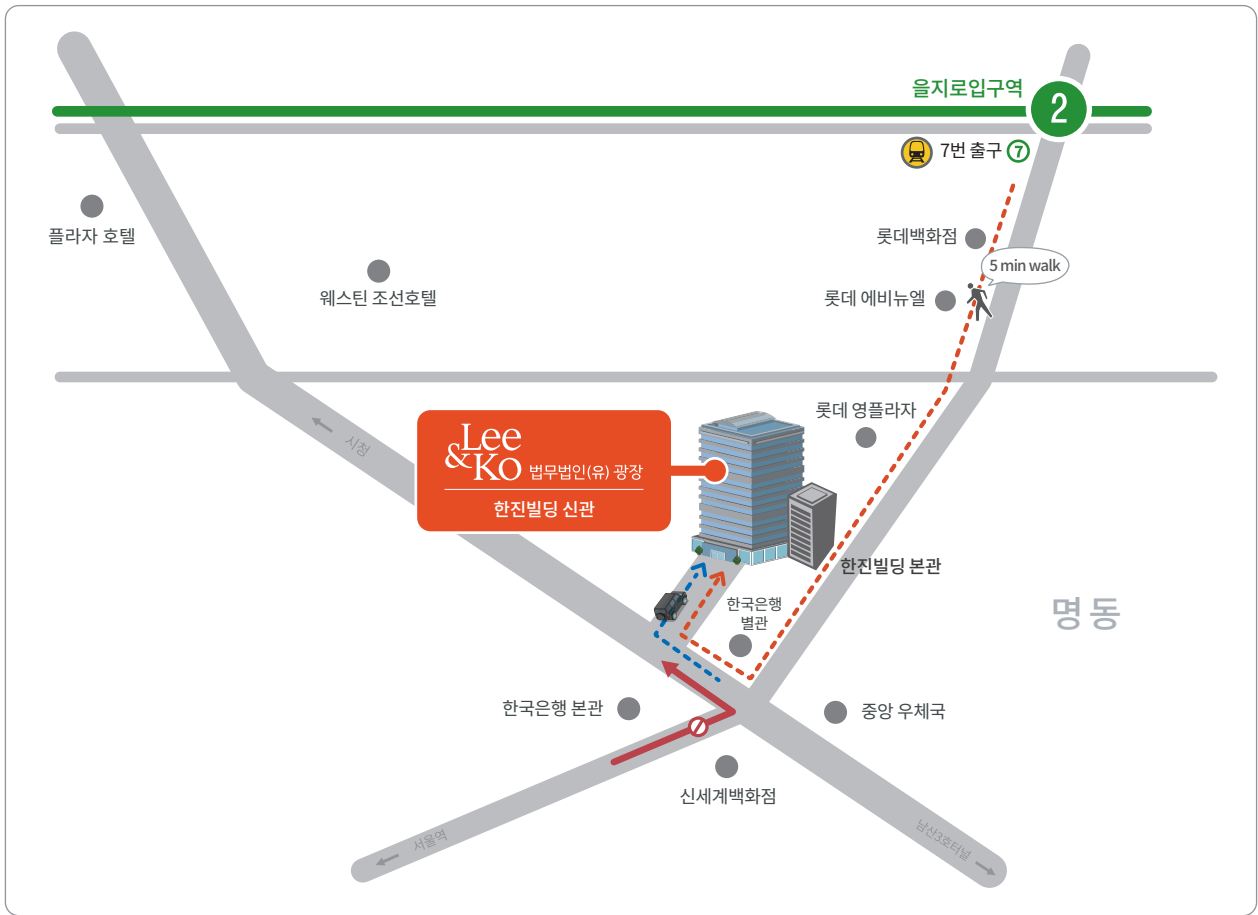 을지로입구역
2
7번 출구 7
플라자 호텔
롯데백화점
5 min walk
웨스틴 조선호텔
롯데 에비뉴엘
시청
롯데 영플라자
Lee
&Ko 법무법인(유) 광장
한진빌딩 신관
한진빌딩 본관
한국은행
별관
명동
한국은행 본관
중앙 우체국
신세계백화점
서울역
남산3호터널